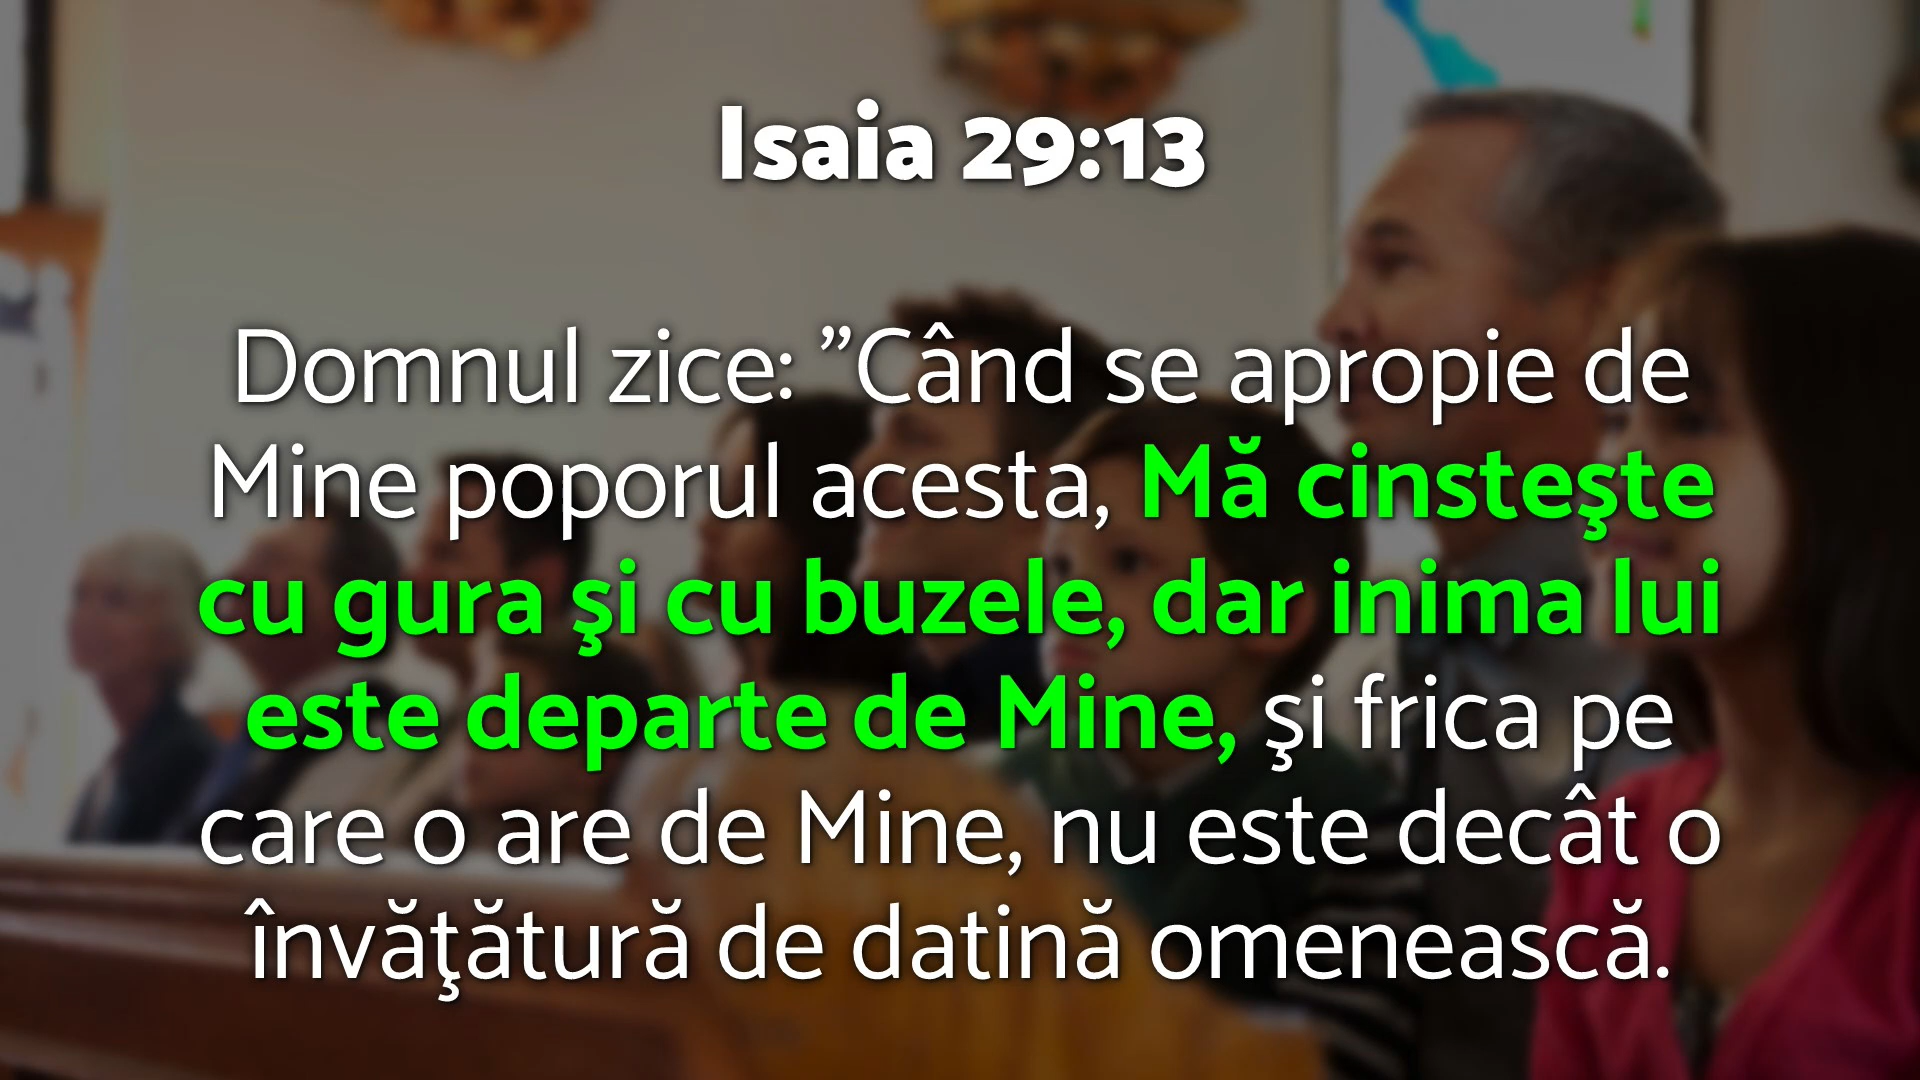 Isaia 29:13
Domnul zice: ”Când se apropie de
Mine poporul acesta, Mă cinsteşte
cu gura şi cu buzele, dar inima lui
este departe de Mine, şi frica pe
care o are de Mine, nu este decât o
învăţătură de datină omenească.